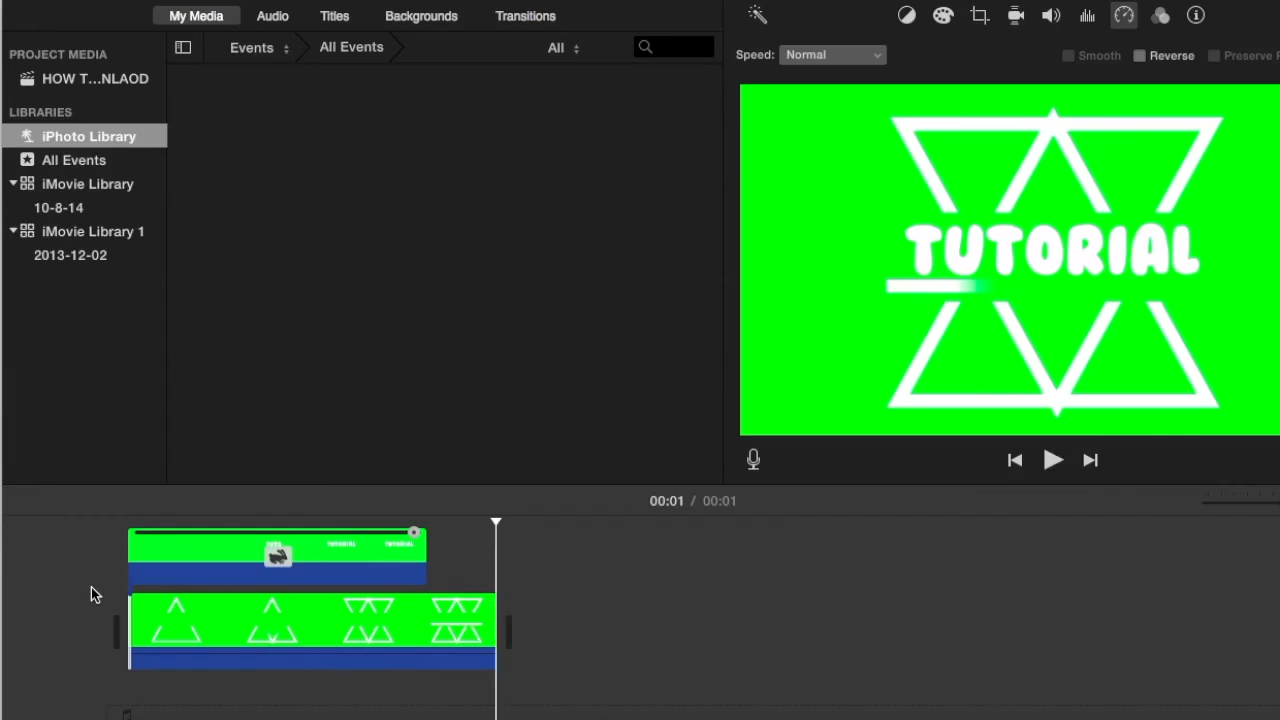 My Media
Audio
Titles
Backgrounds
Transitions
PROJECT MEDIA
HOW T...NLAOD
LIBRARIES
iPhoto Library
All Events
iMovie Library
10-8-14
iMovie Library 1
2013-12-02
Events
All Events
All
Speed:
Normal
Smooth
Reverse
Preserve
TUTORIAL
00:01 / 00:01
TUTORIAL
TUTORIAL